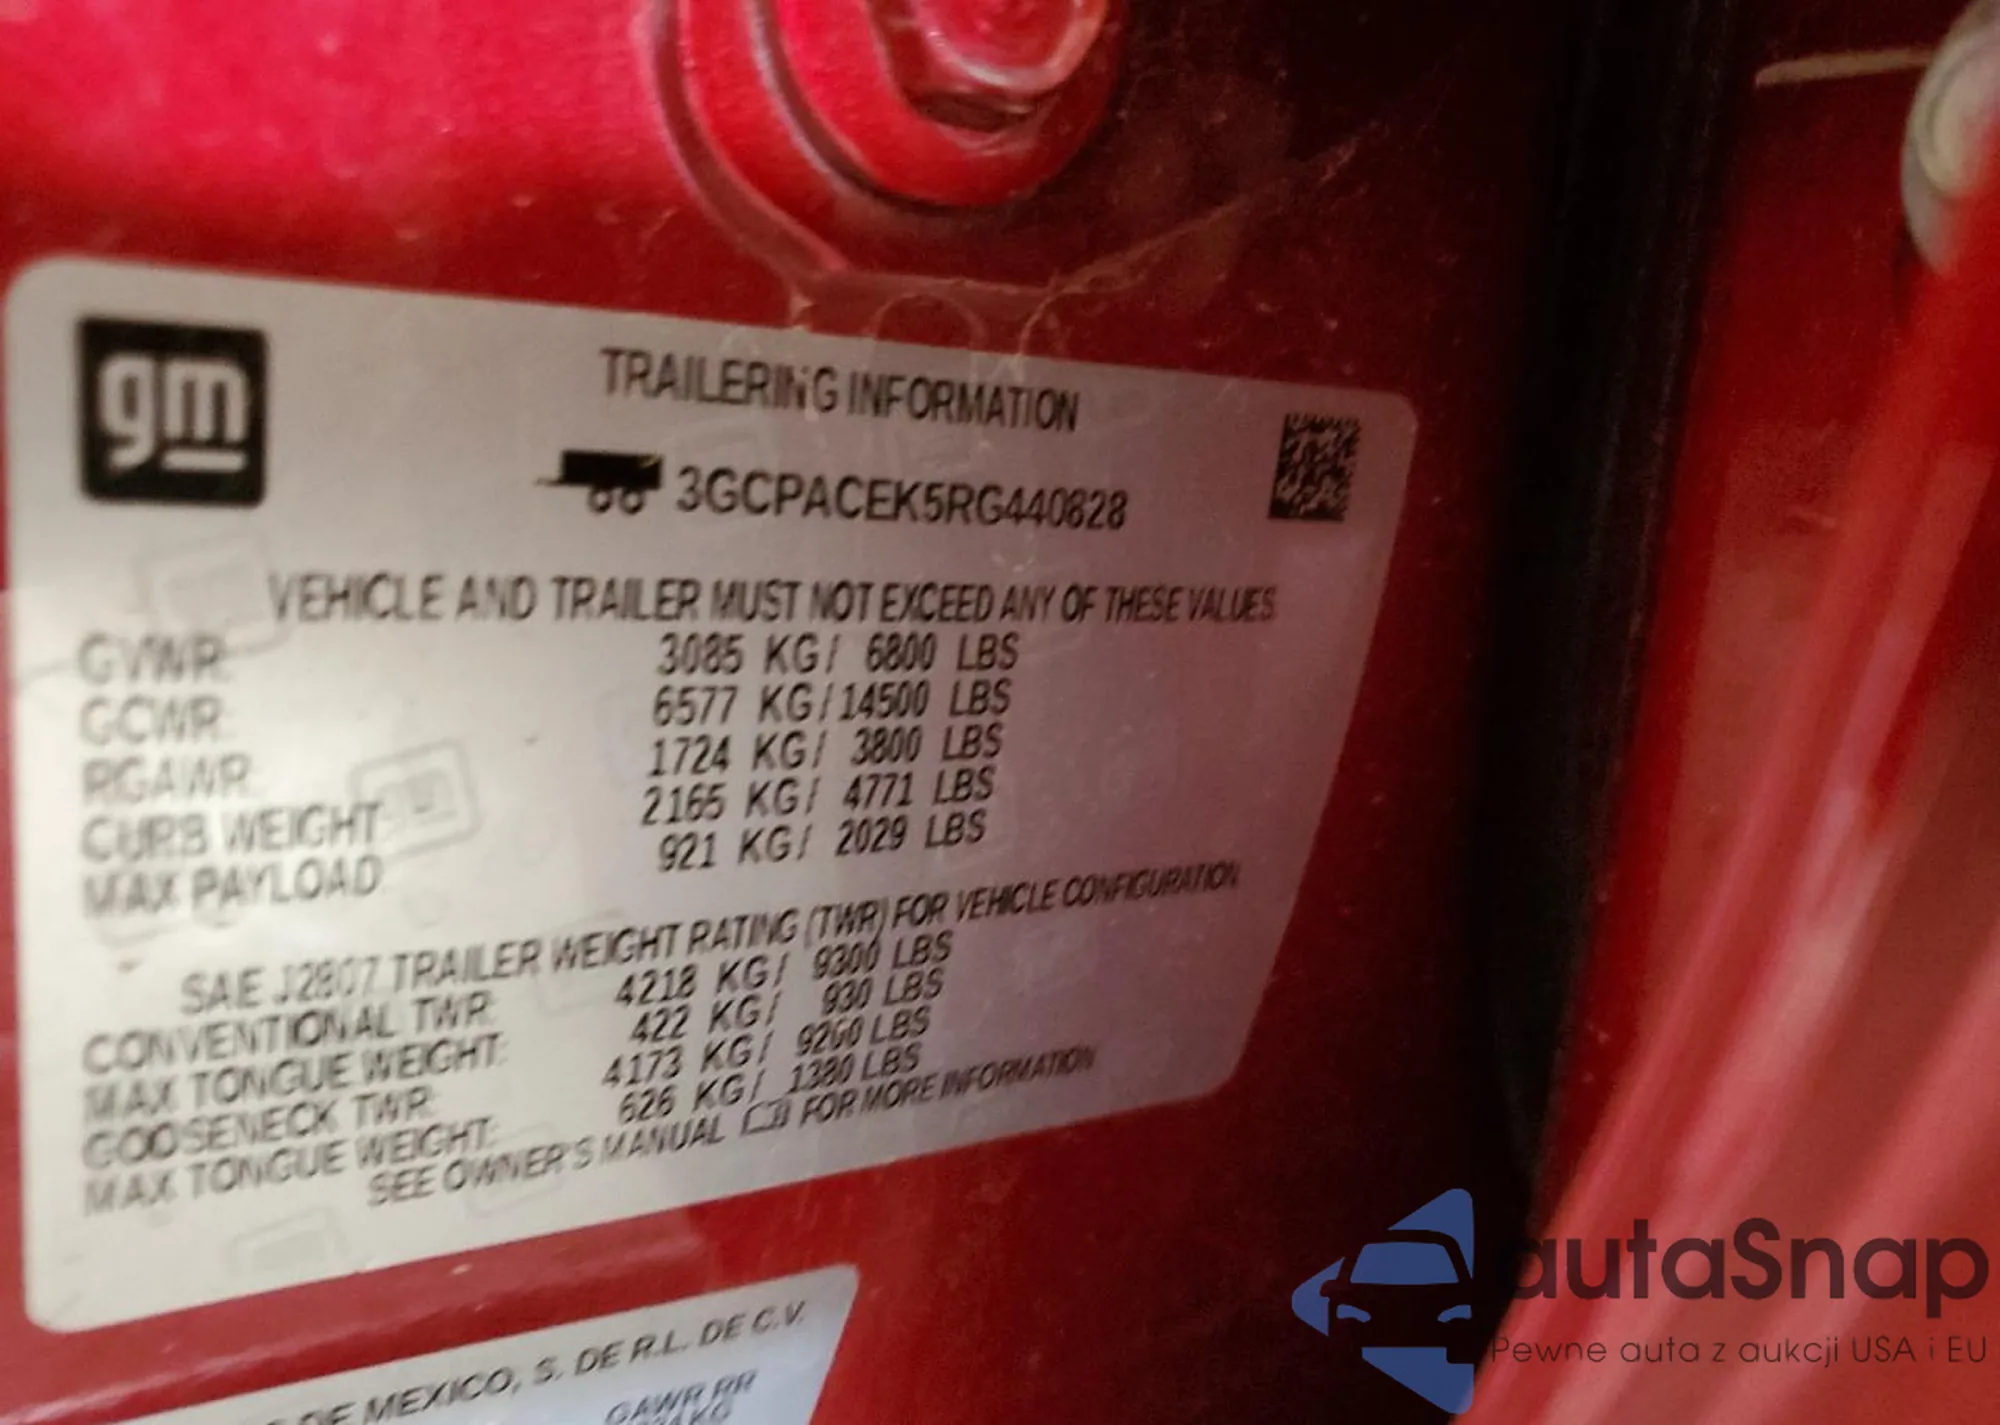 gm
TRAILERING INFORMATION
3GCPACEK5RG440828
VEHICLE AND TRAILER MUST NOT EXCEED ANY OF THESE VALUES
GVWR: 3085 KG/ 6800 LBS
GCWR: 6577 KG/14500 LBS
RGAWR: 1724 KG/ 3800 LBS
CURB WEIGHT 2165 KG/ 4771 LBS
MAX PAYLOAD 921 KG/ 2029 LBS
SAE J2807 TRAILER WEIGHT RATING (TWR) FOR VEHICLE CONFIGURATION
CONVENTIONAL TWR: 4218 KG/ 9300 LBS
MAX TONGUE WEIGHT: 422 KG/ 930 LBS
GOOSENECK TWR: 4173 KG/ 9200 LBS
MAX TONGUE WEIGHT: 626 KG/ 1380 LBS
SEE OWNER'S MANUAL FOR MORE INFORMATION
DE MEXICO, S. DE R.L. DE C.V.
GAWR RR
KG
autaSnap
Pewne auta z aukcji USA i EU